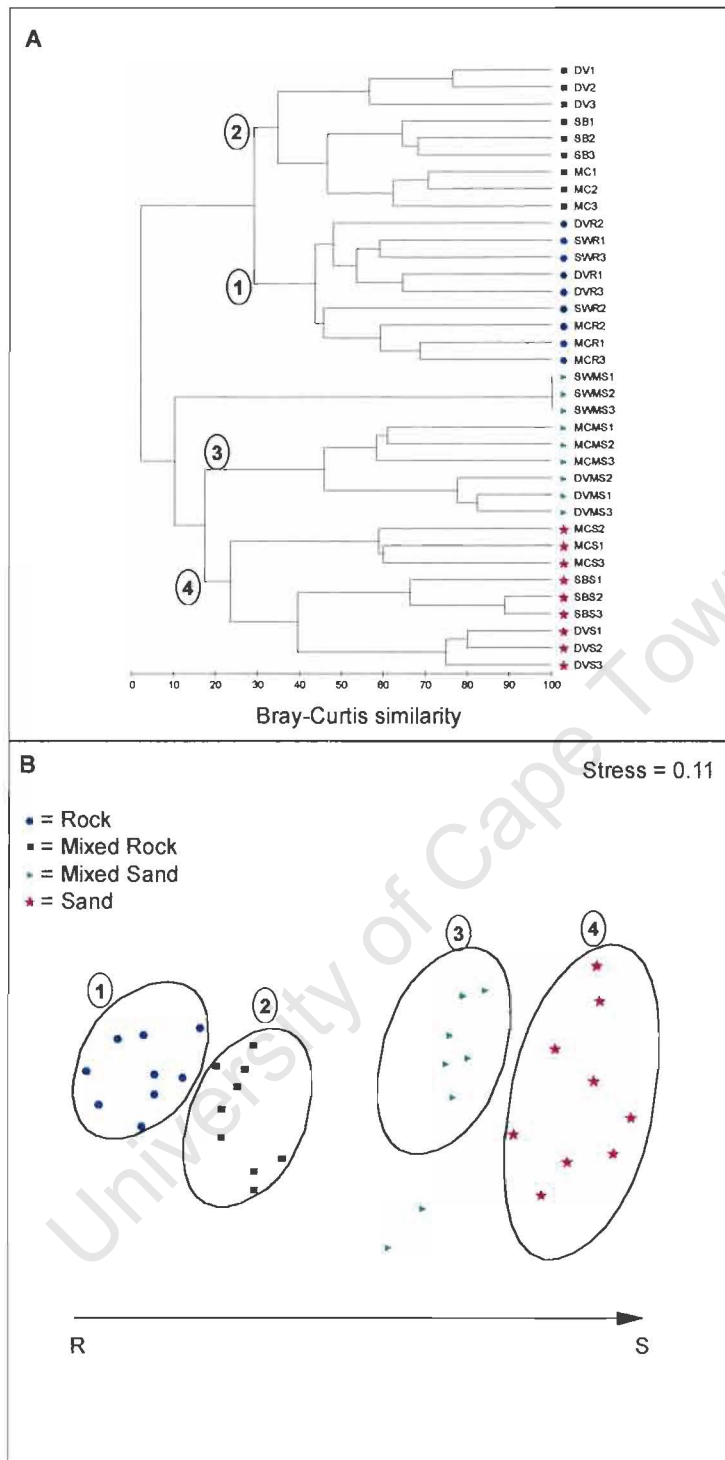 A
DV1
DV2
DV3
SB1
SB2
SB3
MC1
MC2
MC3
DVR2
SWR1
SWR3
DVR1
DVR3
SWR2
MCR2
MCR1
MCR3
SWMS1
SWMS2
SWMS3
MCMS1
MCMS2
MCMS3
DVMS2
DVMS1
DVMS3
MCS2
MCS1
MCS3
SBS1
SBS2
SBS3
DVS1
DVS2
DVS3
2
1
3
4
0 10 20 30 40 50 60 70 80 90 100
Bray-Curtis similarity
B
Stress = 0.11
= Rock
= Mixed Rock
= Mixed Sand
= Sand
1
2
3
4
R S
University of Cape Town